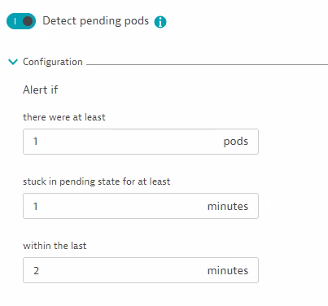 Detect pending pods
Configuration
Alert if
there were at least
1 pods
stuck in pending state for at least
1 minutes
within the last
2 minutes